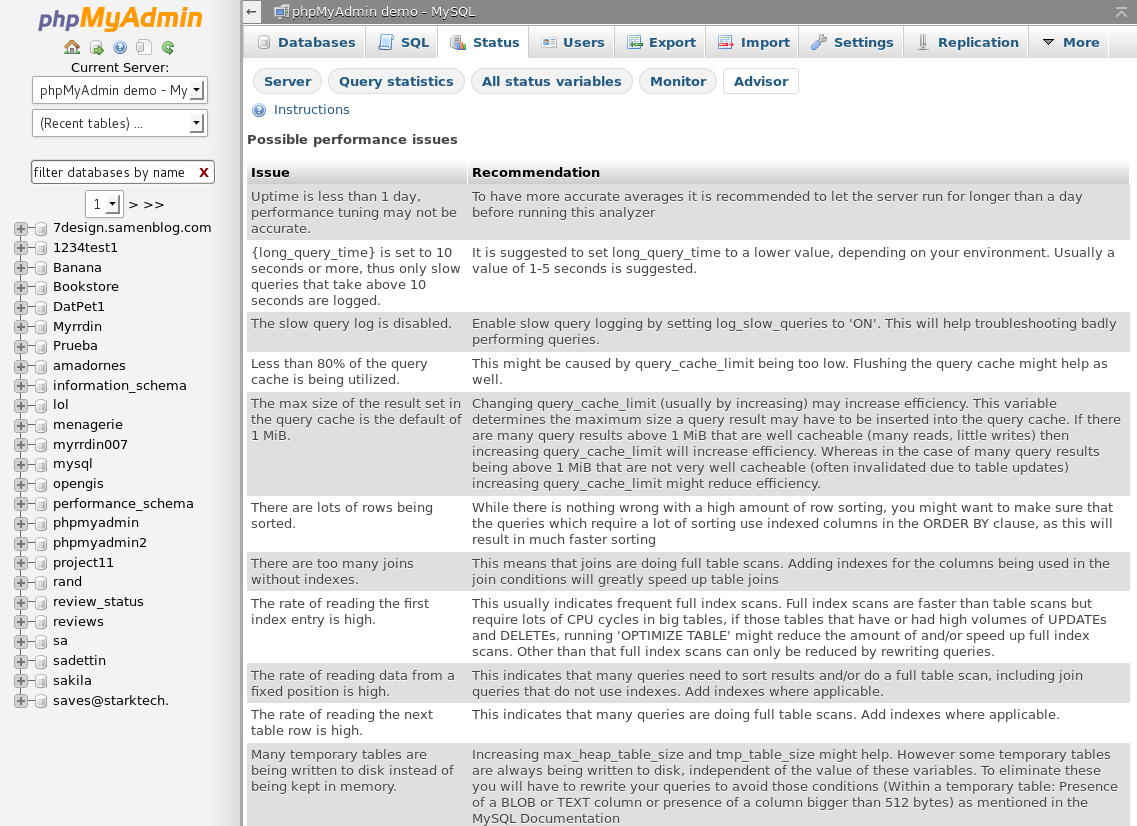 phpMyAdmin
Current Server:
phpMyAdmin demo - My
(Recent tables) ...
filter databases by name X
1 > >>
7design.samenblog.com
1234test1
Banana
Bookstore
DatPet1
Myrrdin
Prueba
amadornes
information_schema
lol
menagerie
myrrdin007
mysql
opengis
performance_schema
phpmyadmin
phpmyadmin2
project11
rand
review_status
reviews
sa
sadettin
sakila
saves@starktech.
phpMyAdmin demo - MySQL
Databases SQL Status Users Export Import Settings Replication More
Server Query statistics All status variables Monitor Advisor
Instructions
Possible performance issues
Issue Recommendation
Uptime is less than 1 day,
performance tuning may not be
accurate.
To have more accurate averages it is recommended to let the server run for longer than a day
before running this analyzer
{long_query_time} is set to 10
seconds or more, thus only slow
queries that take above 10
seconds are logged.
It is suggested to set long_query_time to a lower value, depending on your environment. Usually a
value of 1-5 seconds is suggested.
The slow query log is disabled.
Enable slow query logging by setting log_slow_queries to 'ON'. This will help troubleshooting badly
performing queries.
Less than 80% of the query
cache is being utilized.
This might be caused by query_cache_limit being too low. Flushing the query cache might help as
well.
The max size of the result set in
the query cache is the default of
1 MiB.
Changing query_cache_limit (usually by increasing) may increase efficiency. This variable
determines the maximum size a query result may have to be inserted into the query cache. If there
are many query results above 1 MiB that are well cacheable (many reads, little writes) then
increasing query_cache_limit will increase efficiency. Whereas in the case of many query results
being above 1 MiB that are not very well cacheable (often invalidated due to table updates)
increasing query_cache_limit might reduce efficiency.
There are lots of rows being
sorted.
While there is nothing wrong with a high amount of row sorting, you might want to make sure that
the queries which require a lot of sorting use indexed columns in the ORDER BY clause, as this will
result in much faster sorting
There are too many joins
without indexes.
This means that joins are doing full table scans. Adding indexes for the columns being used in the
join conditions will greatly speed up table joins
The rate of reading the first
index entry is high.
This usually indicates frequent full index scans. Full index scans are faster than table scans but
require lots of CPU cycles in big tables, if those tables that have or had high volumes of UPDATEs
and DELETEs, running 'OPTIMIZE TABLE' might reduce the amount of and/or speed up full index
scans. Other than that full index scans can only be reduced by rewriting queries.
The rate of reading data from a
fixed position is high.
This indicates that many queries need to sort results and/or do a full table scan, including join
queries that do not use indexes. Add indexes where applicable.
The rate of reading the next
table row is high.
This indicates that many queries are doing full table scans. Add indexes where applicable.
Many temporary tables are
being written to disk instead of
being kept in memory.
Increasing max_heap_table_size and tmp_table_size might help. However some temporary tables
are always being written to disk, independent of the value of these variables. To eliminate these
you will have to rewrite your queries to avoid those conditions (Within a temporary table: Presence
of a BLOB or TEXT column or presence of a column bigger than 512 bytes) as mentioned in the
MySQL Documentation